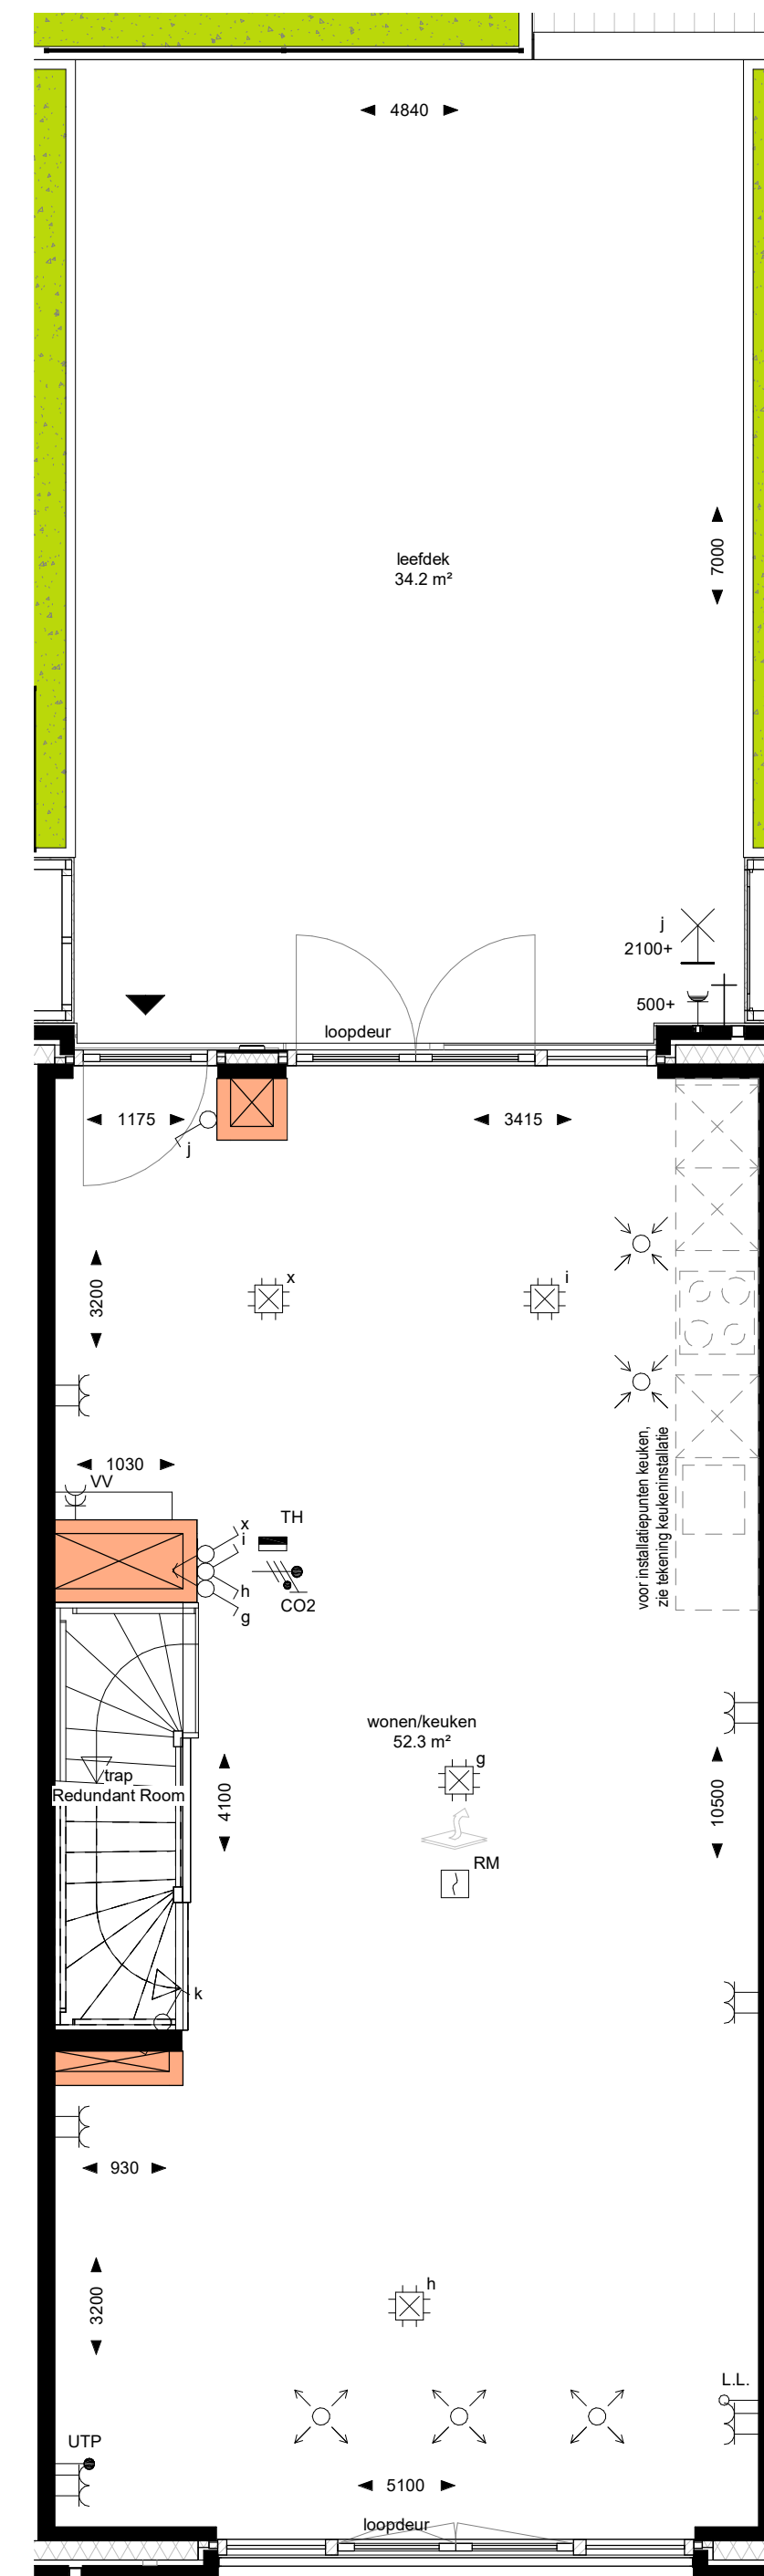 4840
7000
leefdek
34.2 m²
j
2100+
500+
loopdeur
1175
3415
j
3200
x
i
1030
VV
voor installatiepunten keuken,
zie tekening keukeninstallatie
x
i
h
g
TH
CO2
wonen/keuken
52.3 m²
g
trap
Redundant Room
4100
10500
RM
k
930
3200
h
L.L.
UTP
5100
loopdeur